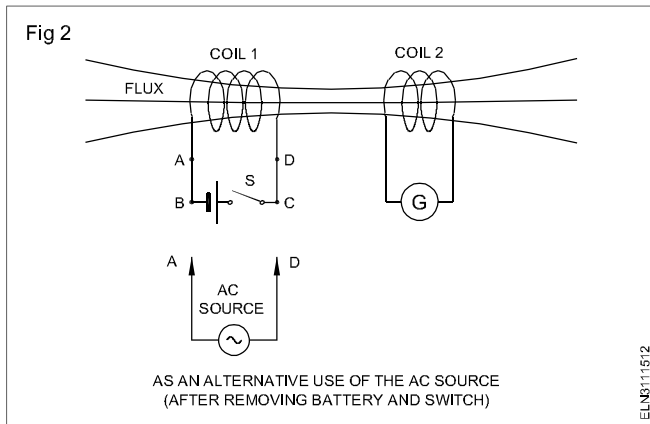 Fig 2
COIL 1
COIL 2
FLUX
A
D
S
B
C
G
A
D
AC
SOURCE
AS AN ALTERNATIVE USE OF THE AC SOURCE
(AFTER REMOVING BATTERY AND SWITCH)
ELN3111512